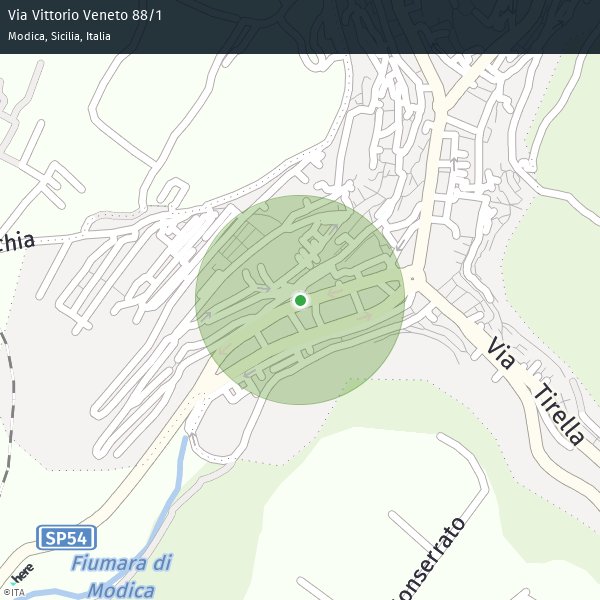 Via Vittorio Veneto 88/1
Modica, Sicilia, Italia
chia
Via Tirella
SP54
Fiumara di
Modica
onserrato
here
©ITA